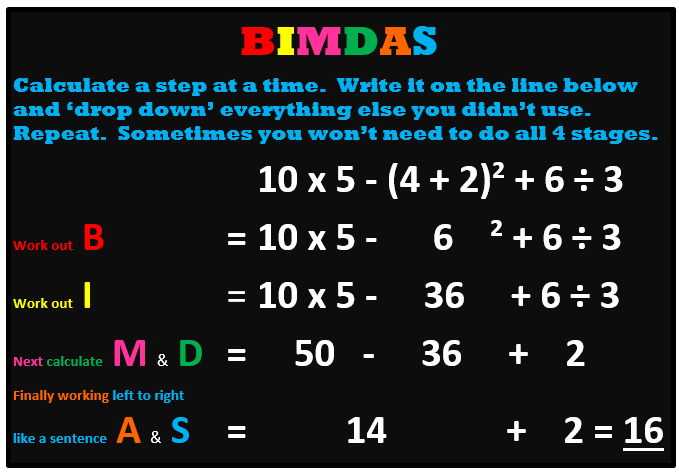 BIMDAS
Calculate a step at a time. Write it on the line below
and ‘drop down’ everything else you didn’t use.
Repeat. Sometimes you won’t need to do all 4 stages.
10 x 5 - (4 + 2)² + 6 ÷ 3
Work out B = 10 x 5 - 6 ² + 6 ÷ 3
Work out I = 10 x 5 - 36 + 6 ÷ 3
Next calculate M & D = 50 - 36 + 2
Finally working left to right
like a sentence A & S = 14 + 2 = 16